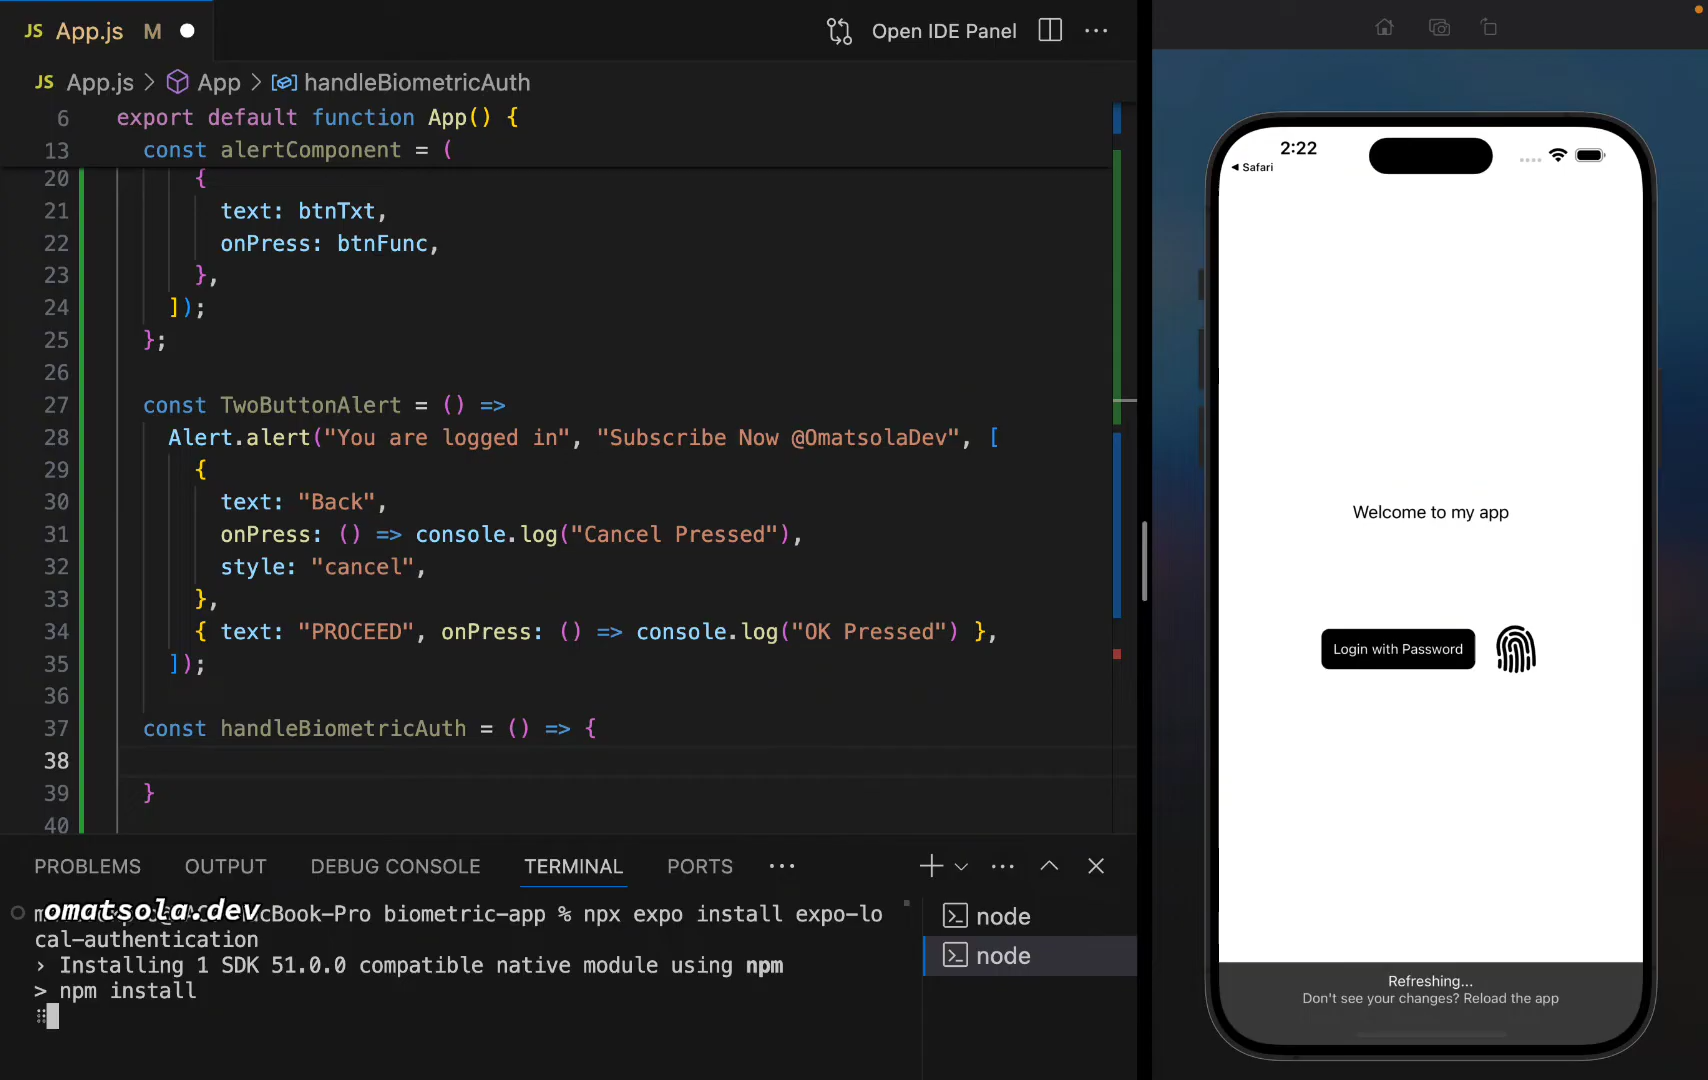 JS App.js M
Open IDE Panel ...
JS App.js > App > handleBiometricAuth
6 export default function App() {
13 const alertComponent = (
20 {
21 text: btnTxt,
22 onPress: btnFunc,
23 },
24 ]);
25 };
26
27 const TwoButtonAlert = () =>
28 Alert.alert("You are logged in", "Subscribe Now @OmatsolaDev", [
29 {
30 text: "Back",
31 onPress: () => console.log("Cancel Pressed"),
32 style: "cancel",
33 },
34 { text: "PROCEED", onPress: () => console.log("OK Pressed") },
35 ]);
36
37 const handleBiometricAuth = () => {
38
39 }
40
PROBLEMS OUTPUT DEBUG CONSOLE TERMINAL PORTS ...
omatsola.dev
cBook-Pro biometric-app % npx expo install expo-lo
cal-authentication
› Installing 1 SDK 51.0.0 compatible native module using npm
> npm install
node
node
2:22
Safari
Welcome to my app
Login with Password
Refreshing...
Don't see your changes? Reload the app